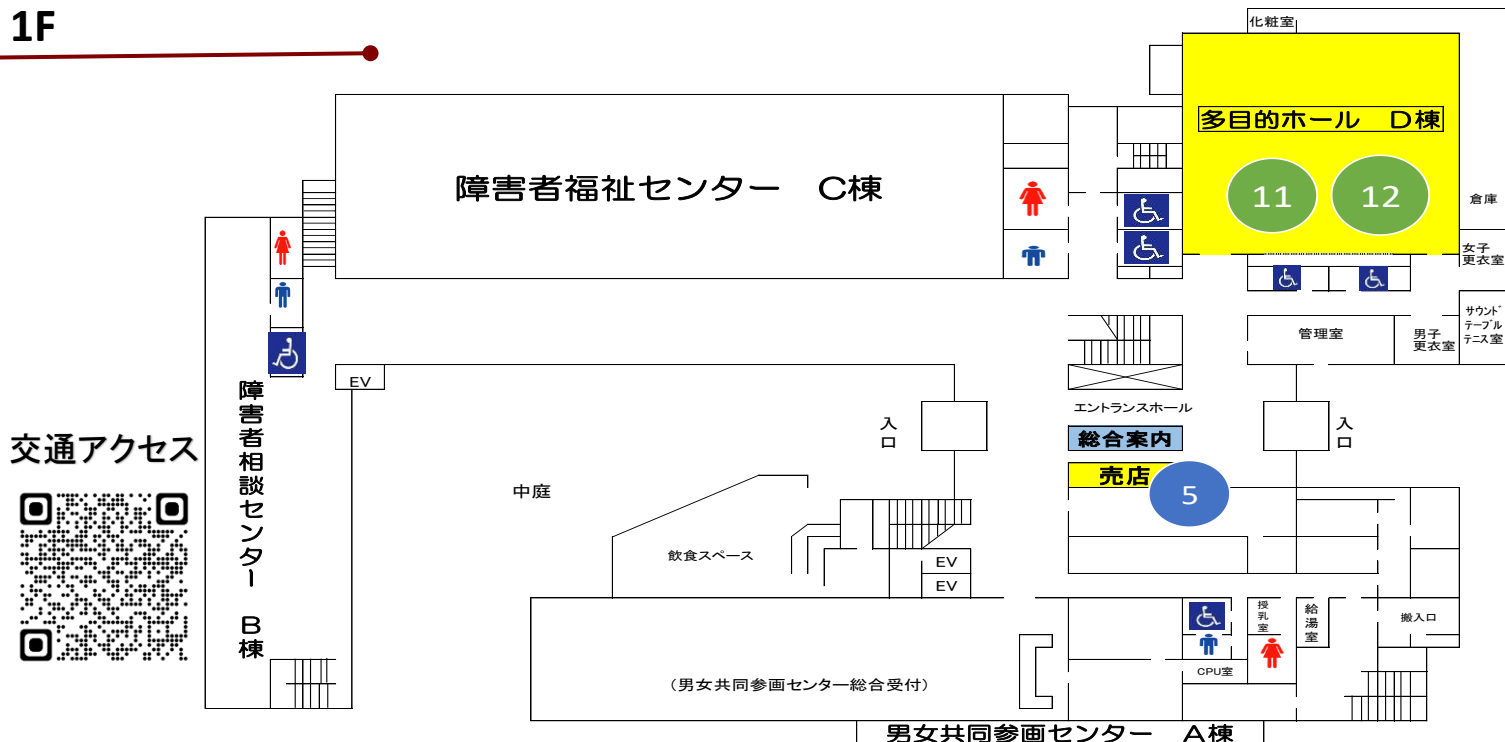 1F
化粧室
多目的ホール　D棟
11
12
障害者福祉センター　C棟
倉庫
女子
更衣室
サウンド
テーブル
テニス室
管理室
男子
更衣室
EV
障害者相談センター　B棟
エントランスホール
入口
入口
総合案内
売店
5
交通アクセス
中庭
飲食スペース
EV
EV
授乳室
給湯室
搬入口
CPU室
(男女共同参画センター総合受付)
男女共同参画センター　A棟